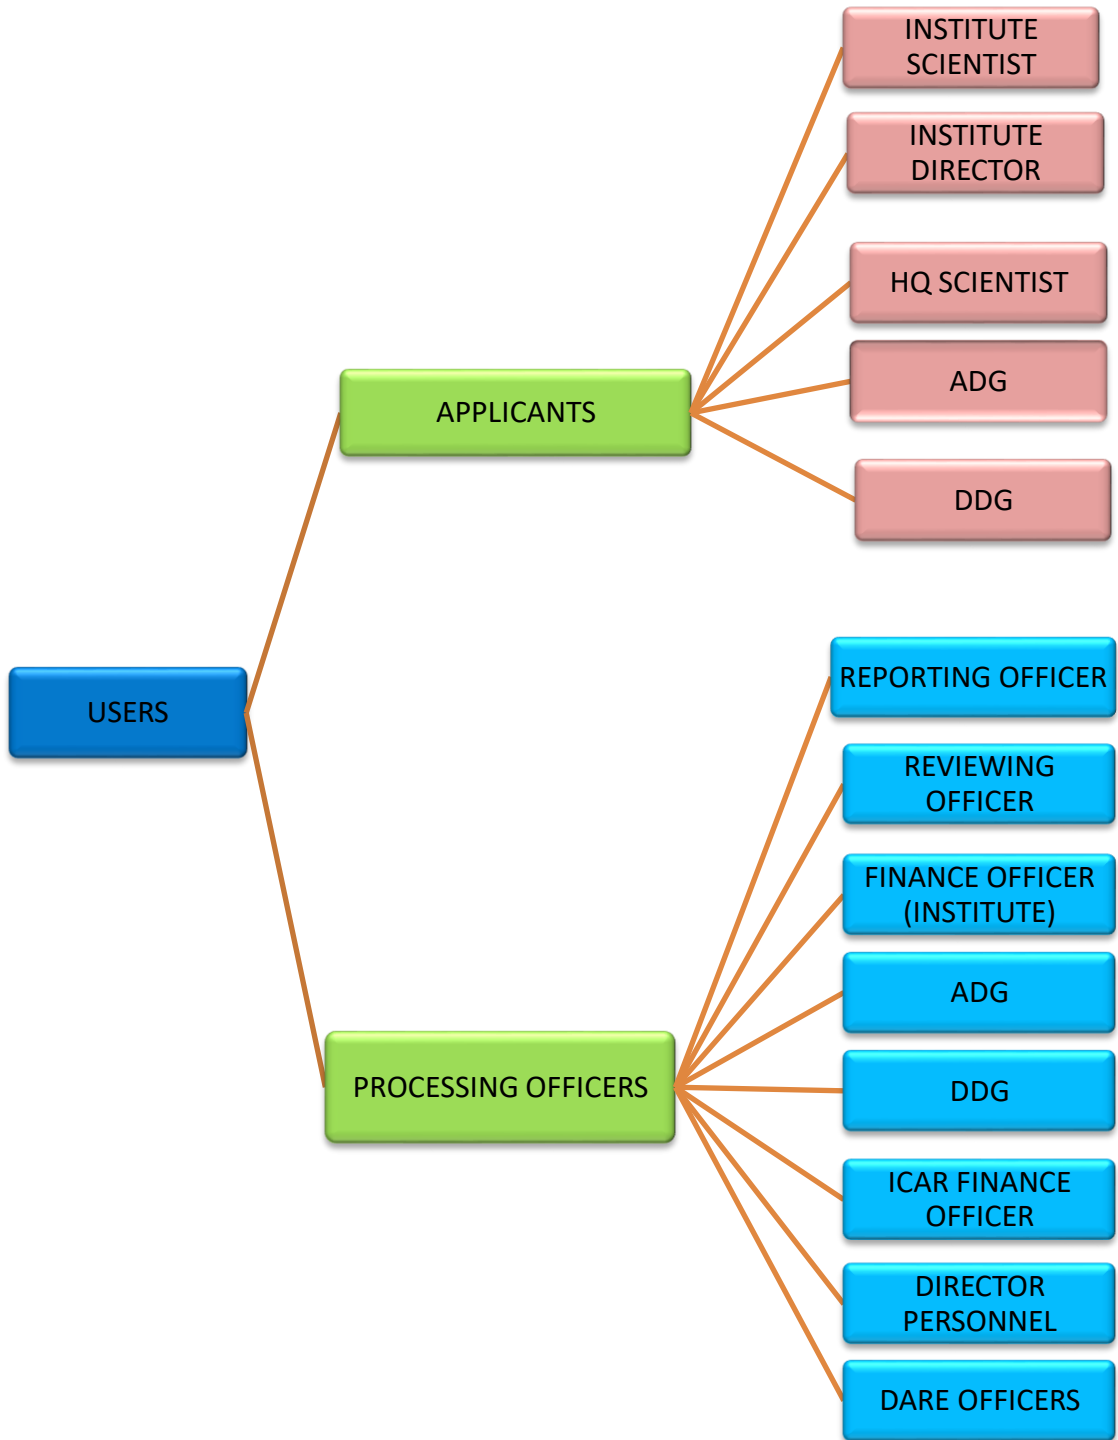 INSTITUTE
SCIENTIST
INSTITUTE
DIRECTOR
HQ SCIENTIST
ADG
APPLICANTS
DDG
USERS
REPORTING OFFICER
REVIEWING
OFFICER
FINANCE OFFICER
(INSTITUTE)
ADG
PROCESSING OFFICERS
DDG
ICAR FINANCE
OFFICER
DIRECTOR
PERSONNEL
DARE OFFICERS